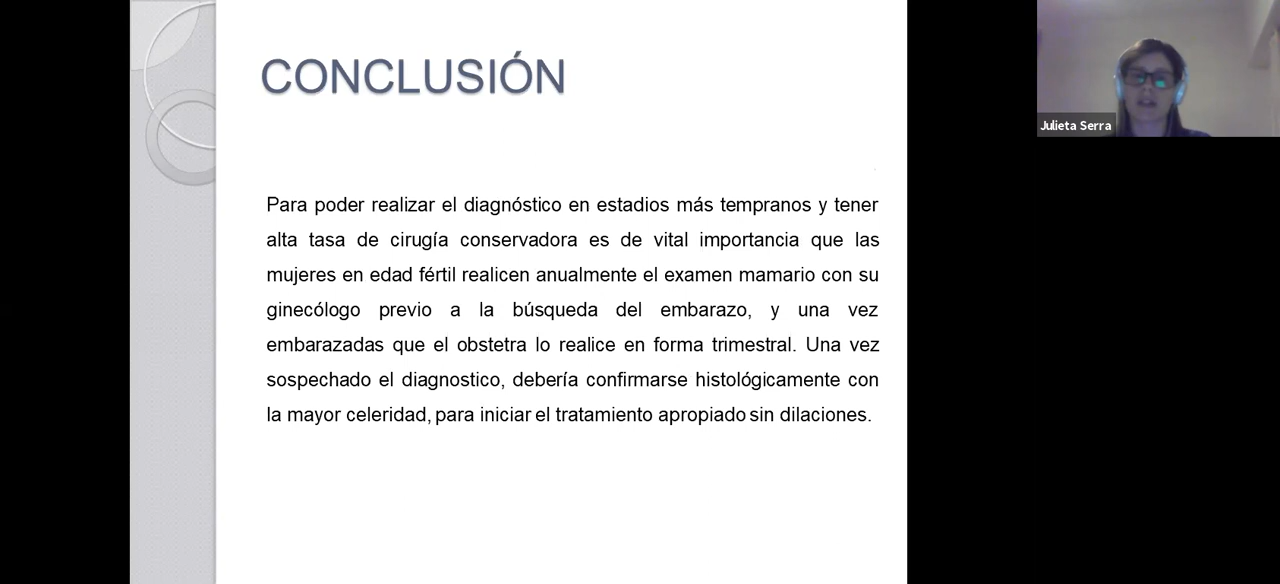 CONCLUSIÓN
Julieta Serra
Para poder realizar el diagnóstico en estadios más tempranos y tener
alta tasa de cirugía conservadora es de vital importancia que las
mujeres en edad fértil realicen anualmente el examen mamario con su
ginecólogo previo a la búsqueda del embarazo, y una vez
embarazadas que el obstetra lo realice en forma trimestral. Una vez
sospechado el diagnostico, debería confirmarse histológicamente con
la mayor celeridad, para iniciar el tratamiento apropiado sin dilaciones.